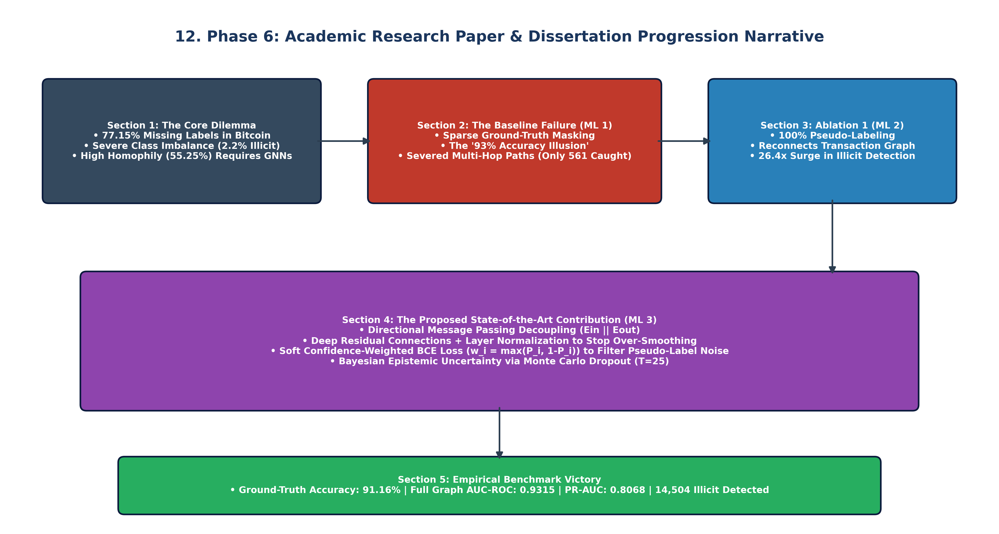 12. Phase 6: Academic Research Paper & Dissertation Progression Narrative
Section 1: The Core Dilemma
• 77.15% Missing Labels in Bitcoin
• Severe Class Imbalance (2.2% Illicit)
• High Homophily (55.25%) Requires GNNs
Section 2: The Baseline Failure (ML 1)
• Sparse Ground-Truth Masking
• The '93% Accuracy Illusion'
• Severed Multi-Hop Paths (Only 561 Caught)
Section 3: Ablation 1 (ML 2)
• 100% Pseudo-Labeling
• Reconnects Transaction Graph
• 26.4x Surge in Illicit Detection
Section 4: The Proposed State-of-the-Art Contribution (ML 3)
• Directional Message Passing Decoupling (Ein || Eout)
• Deep Residual Connections + Layer Normalization to Stop Over-Smoothing
• Soft Confidence-Weighted BCE Loss (w_i = max(P_i, 1-P_i)) to Filter Pseudo-Label Noise
• Bayesian Epistemic Uncertainty via Monte Carlo Dropout (T=25)
Section 5: Empirical Benchmark Victory
• Ground-Truth Accuracy: 91.16% | Full Graph AUC-ROC: 0.9315 | PR-AUC: 0.8068 | 14,504 Illicit Detected